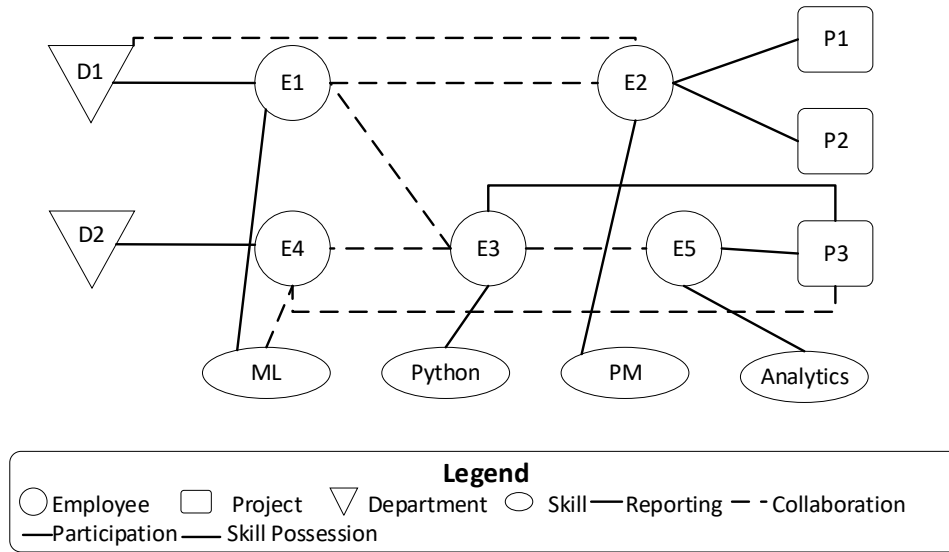 P1
D1
E1
E2
P2
D2
E4
E3
E5
P3
ML
Python
PM
Analytics
Legend
Employee Project Department Skill Reporting Collaboration
Participation Skill Possession